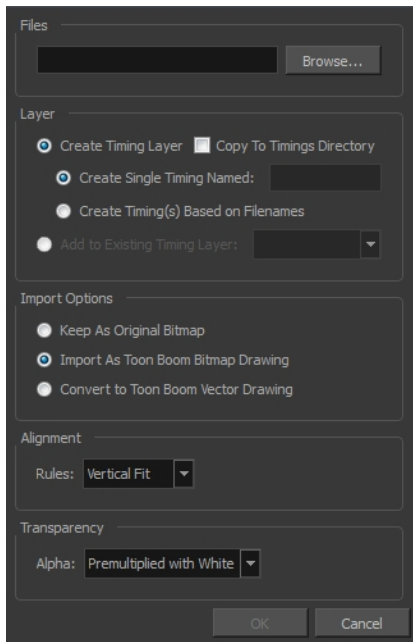 Files
Browse...
Layer
Create Timing Layer Copy To Timings Directory
Create Single Timing Named:
Create Timing(s) Based on Filenames
Add to Existing Timing Layer:
Import Options
Keep As Original Bitmap
Import As Toon Boom Bitmap Drawing
Convert to Toon Boom Vector Drawing
Alignment
Rules: Vertical Fit
Transparency
Alpha: Premultiplied with White
OK Cancel